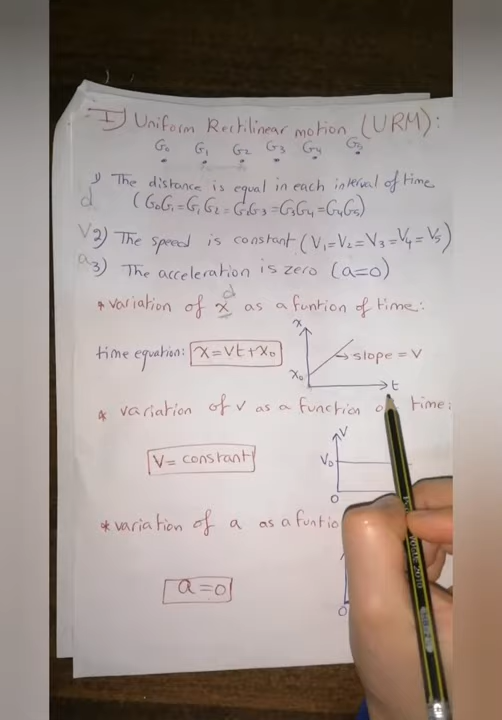 I) Uniform Rectilinear motion (URM):
G₀ G₁ G₂ G₃ G₄ G₅
d
1) The distance is equal in each interval of time
(G₀G₁=G₁G₂=G₂G₃=G₃G₄=G₄G₅)
V 2) The speed is constant (V₁=V₂=V₃=V₄=V₅)
a 3) The acceleration is zero (a=0)
d
* variation of x as a funtion of time:
time equation: x=Vt+x₀
x
x₀
slope = V
t
* variation of v as a function o time:
V= constant
V
V₀
0
* variation of a as a funtio
a=0
0